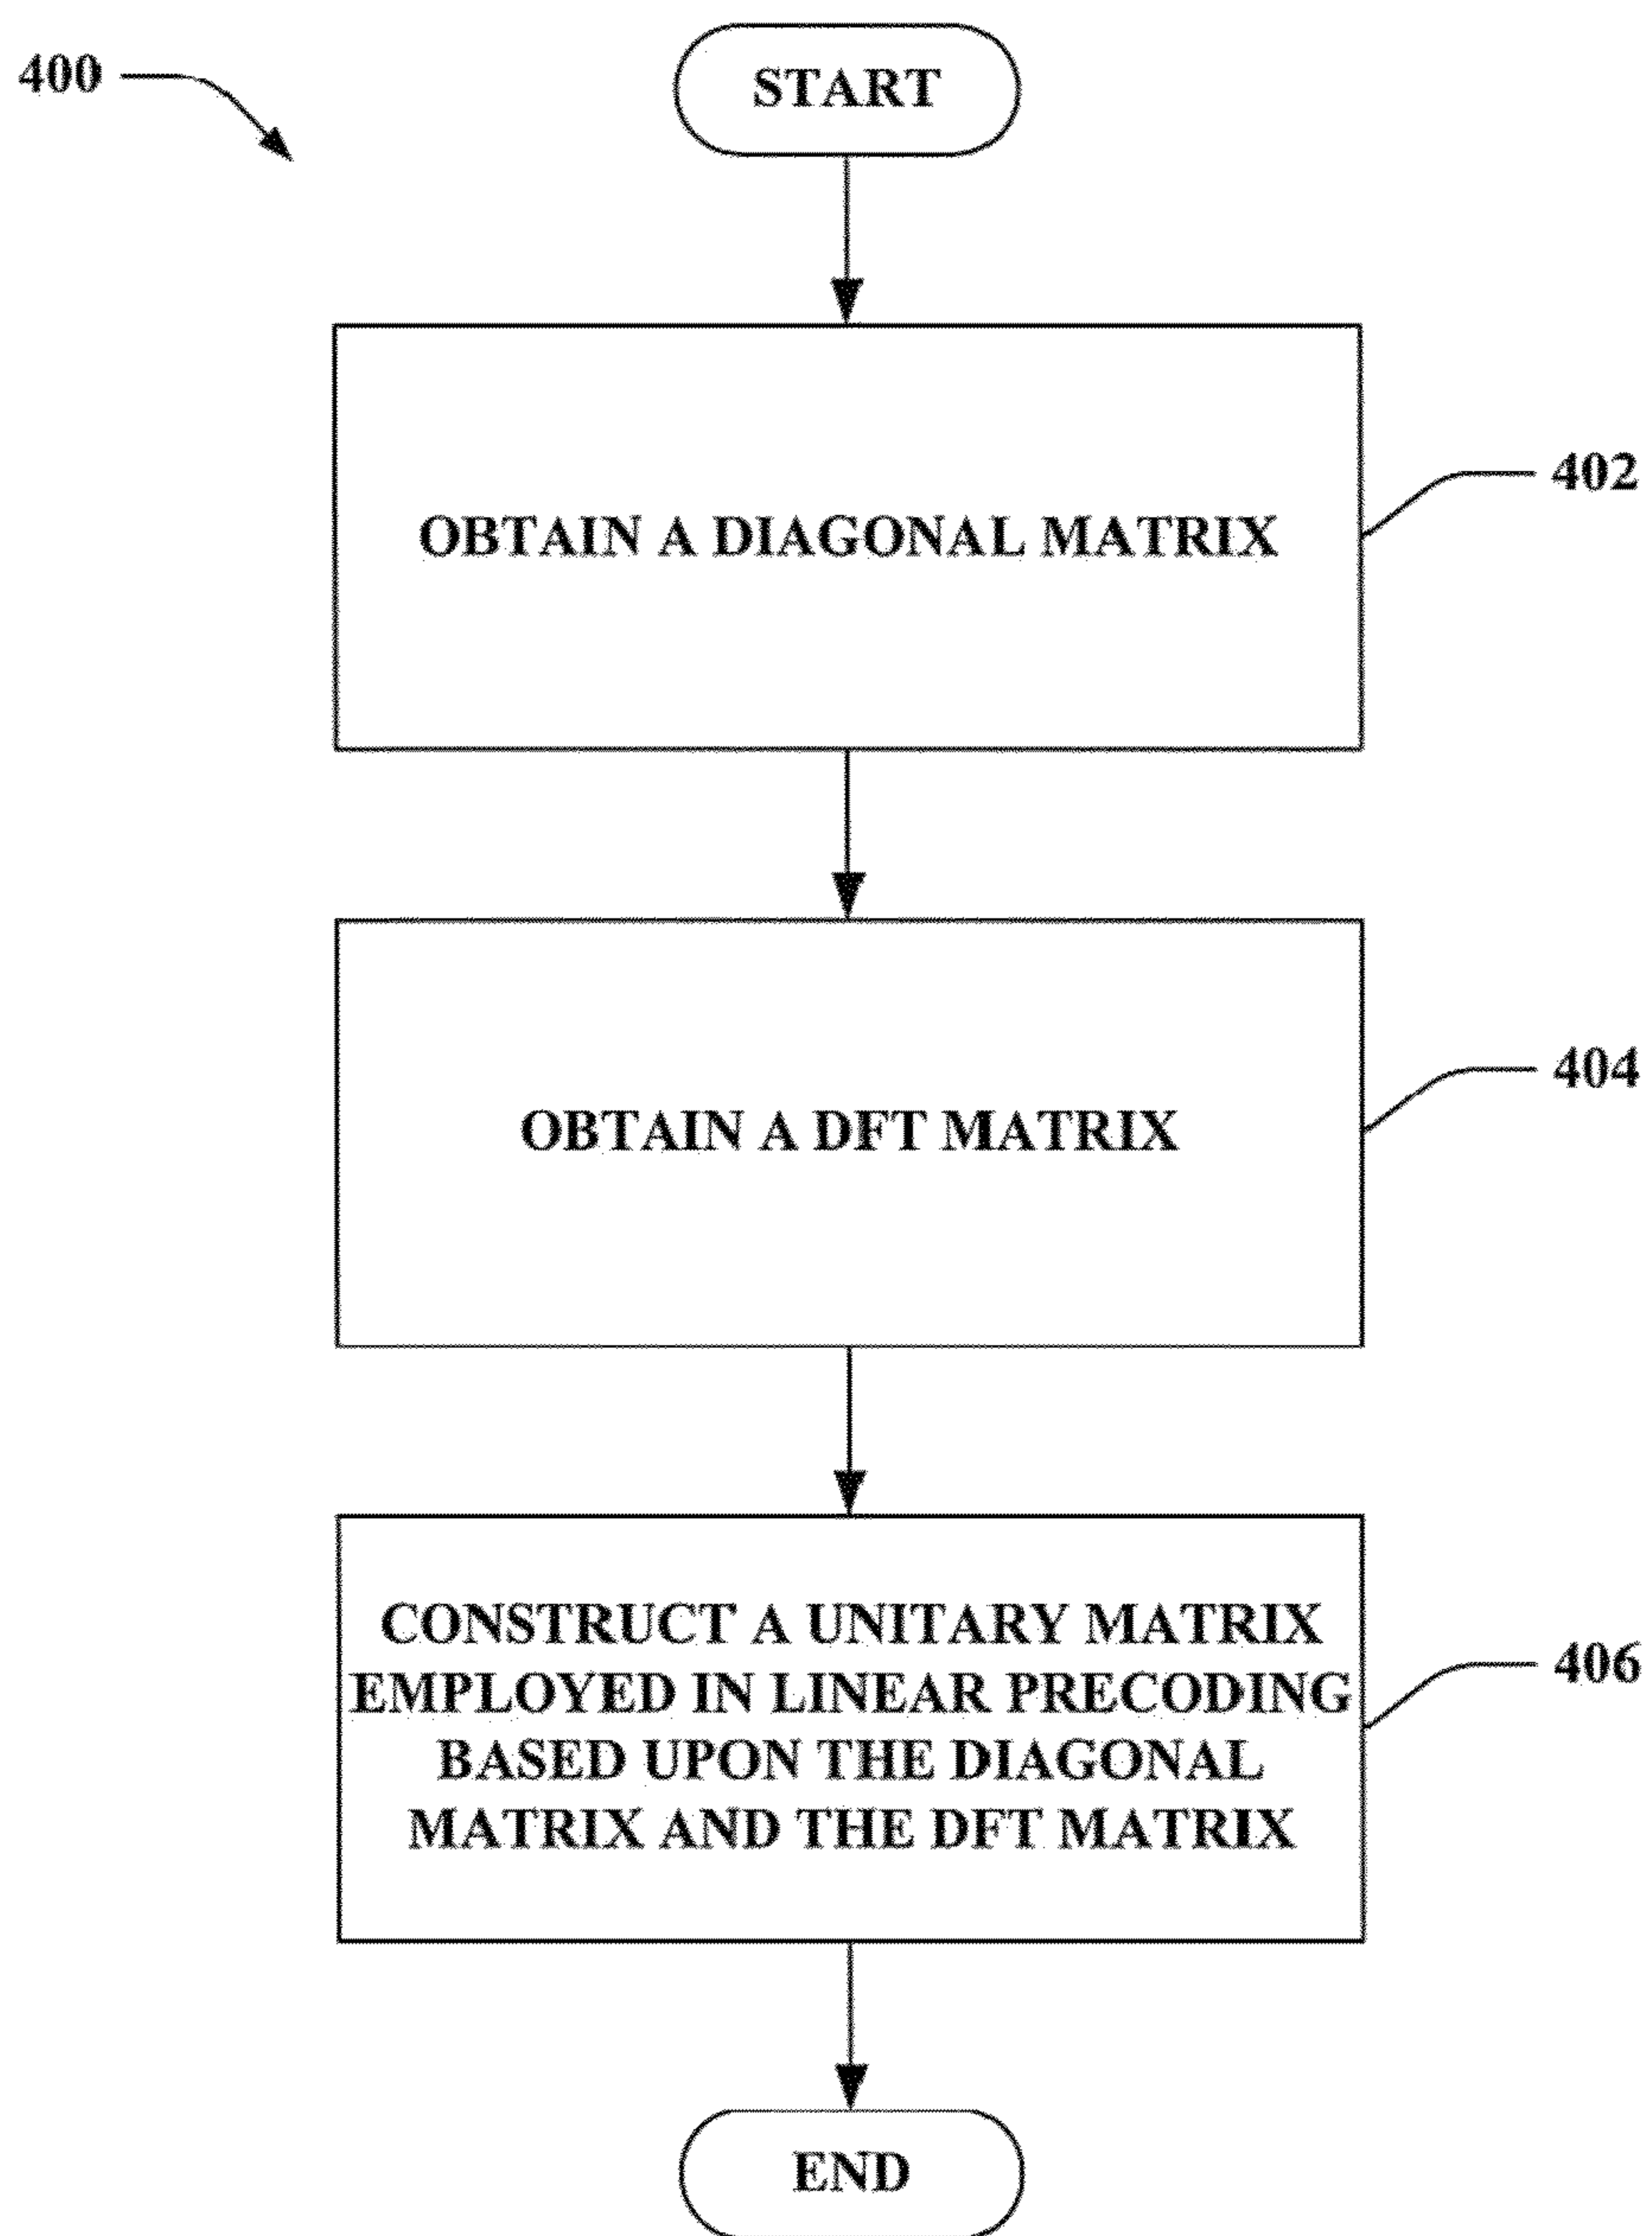 400
START
402
OBTAIN A DIAGONAL MATRIX
404
OBTAIN A DFT MATRIX
CONSTRUCT A UNITARY MATRIX
EMPLOYED IN LINEAR PRECODING
406
BASED UPON THE DIAGONAL
MATRIX AND THE DFT MATRIX
END